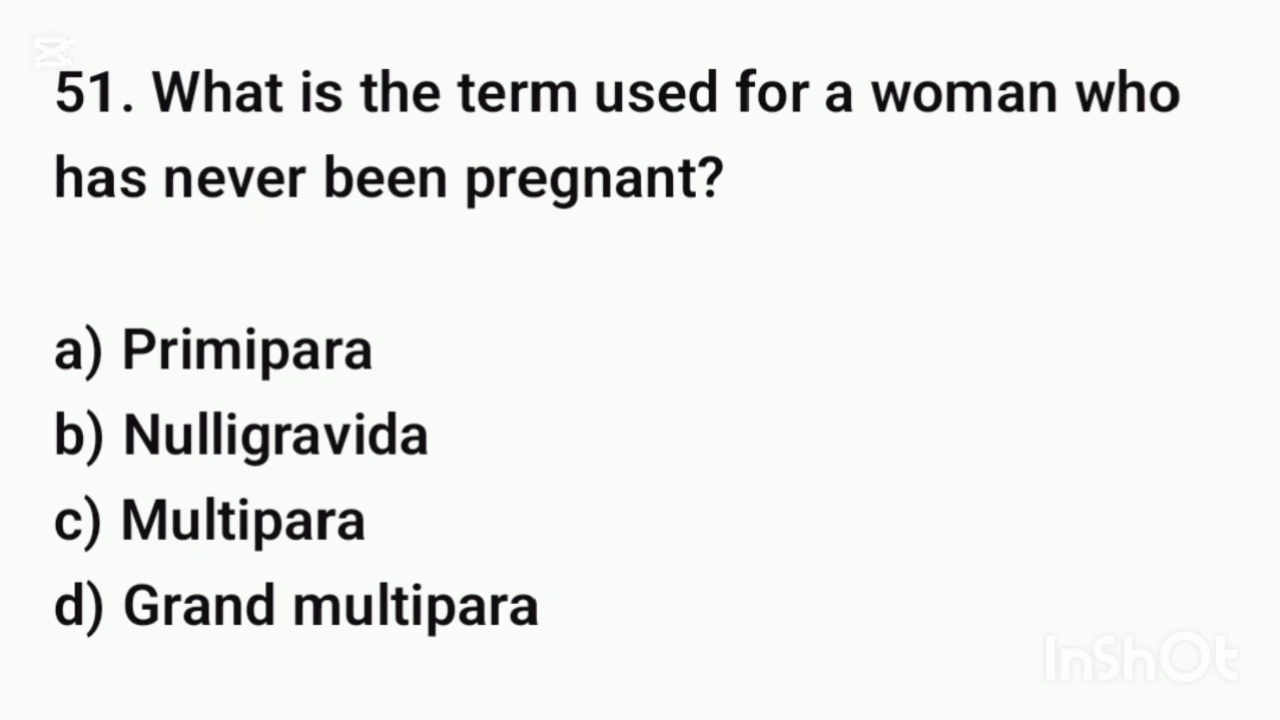 51. What is the term used for a woman who
has never been pregnant?
a) Primipara
b) Nulligravida
c) Multipara
d) Grand multipara
InShOt